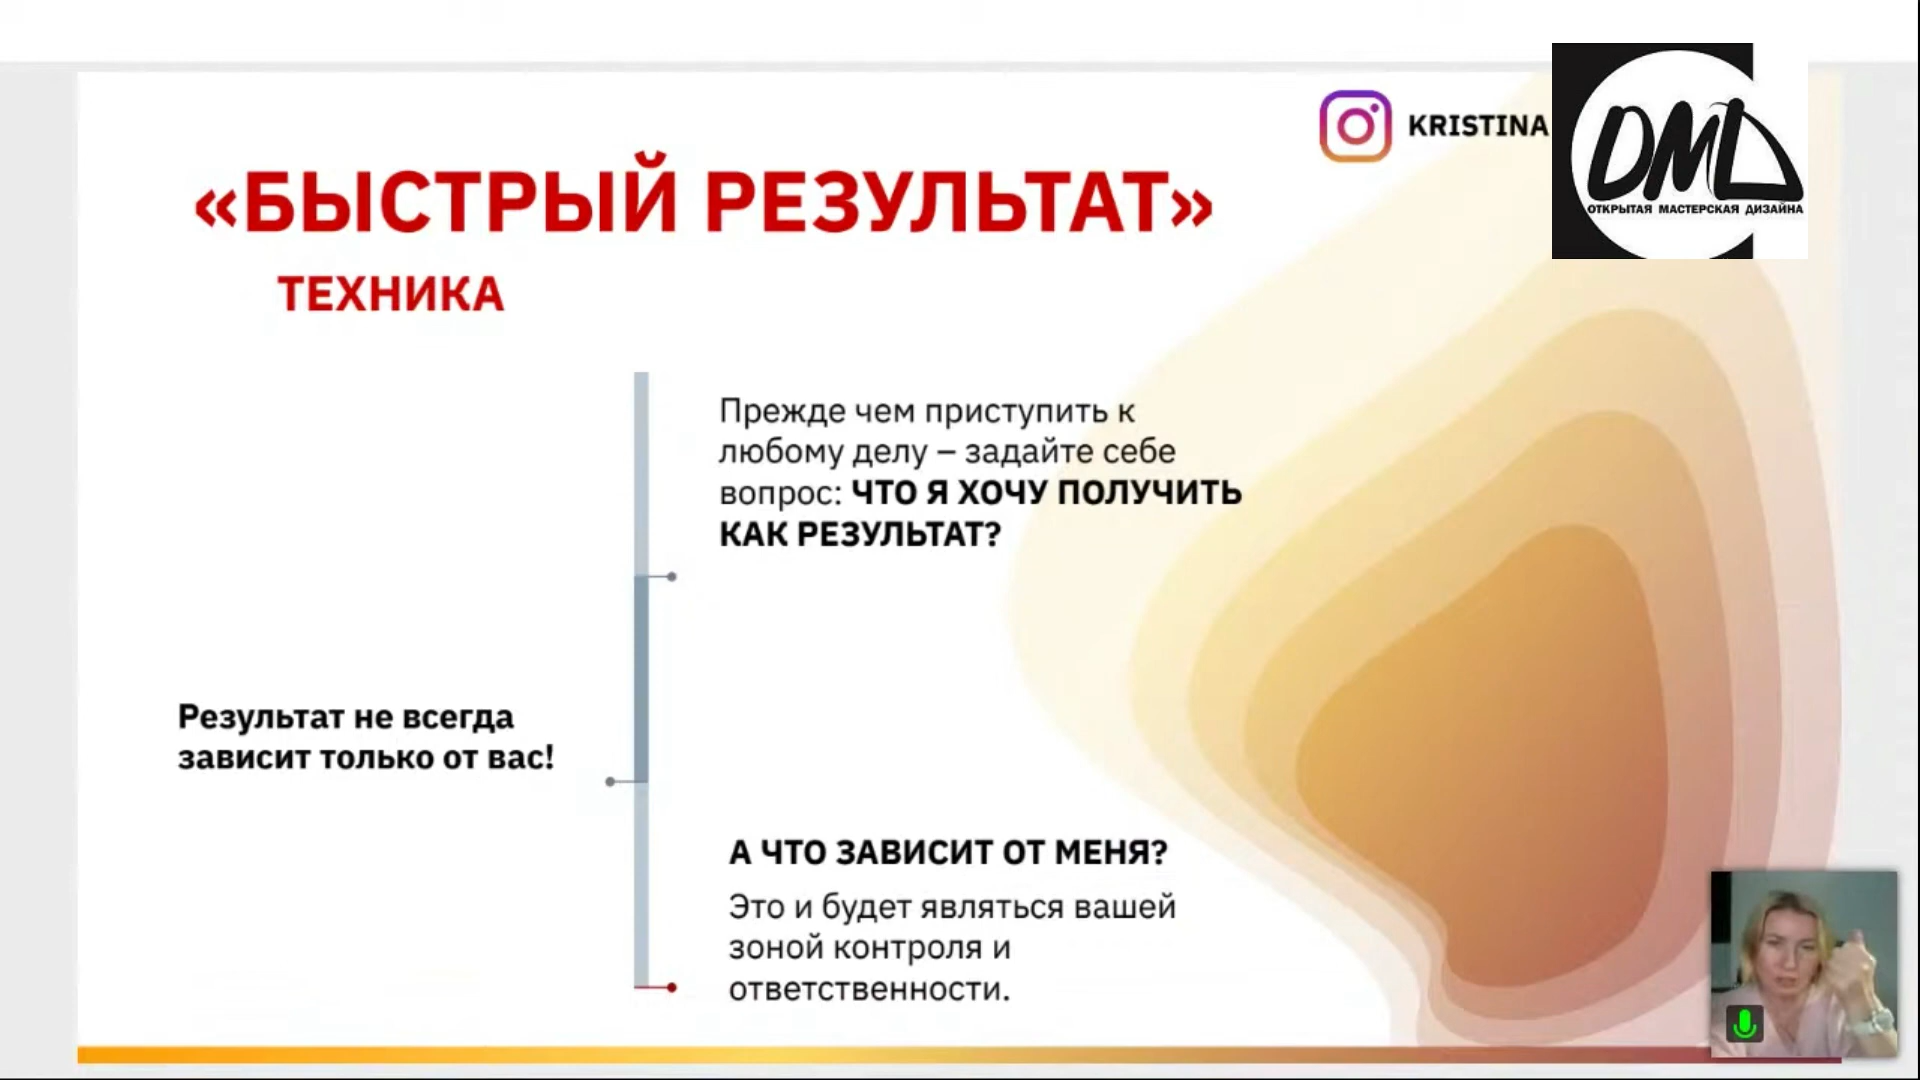 KRISTINA
DMD
ОТКРЫТАЯ МАСТЕРСКАЯ ДИЗАЙНА
«БЫСТРЫЙ РЕЗУЛЬТАТ»
ТЕХНИКА
Прежде чем приступить к
любому делу – задайте себе
вопрос: ЧТО Я ХОЧУ ПОЛУЧИТЬ
КАК РЕЗУЛЬТАТ?
Результат не всегда
зависит только от вас!
А ЧТО ЗАВИСИТ ОТ МЕНЯ?
Это и будет являться вашей
зоной контроля и
ответственности.